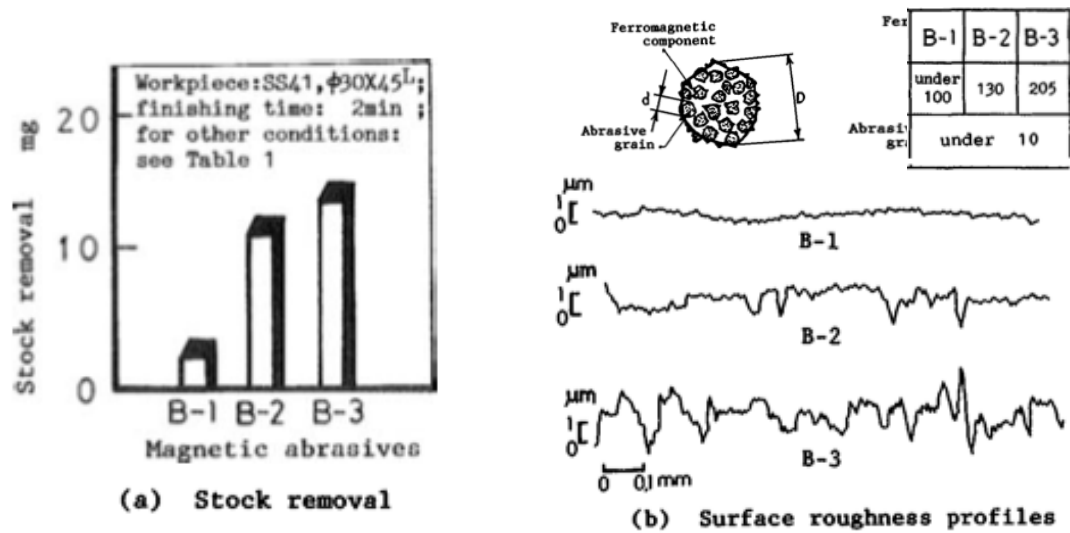 Workpiece:SS41,ϕ30X45ᴸ;
finishing time: 2min ;
for other conditions:
see Table 1
20
10
0
Stock removal mg
B-1 B-2 B-3
Magnetic abrasives
(a) Stock removal
Ferromagnetic
component
d
D
Abrasive
grain
B-1 B-2 B-3
under
100
130 205
under 10
μm
1
0
B-1
μm
1
0
B-2
μm
1
0
B-3
0 0,1 mm
(b) Surface roughness profiles